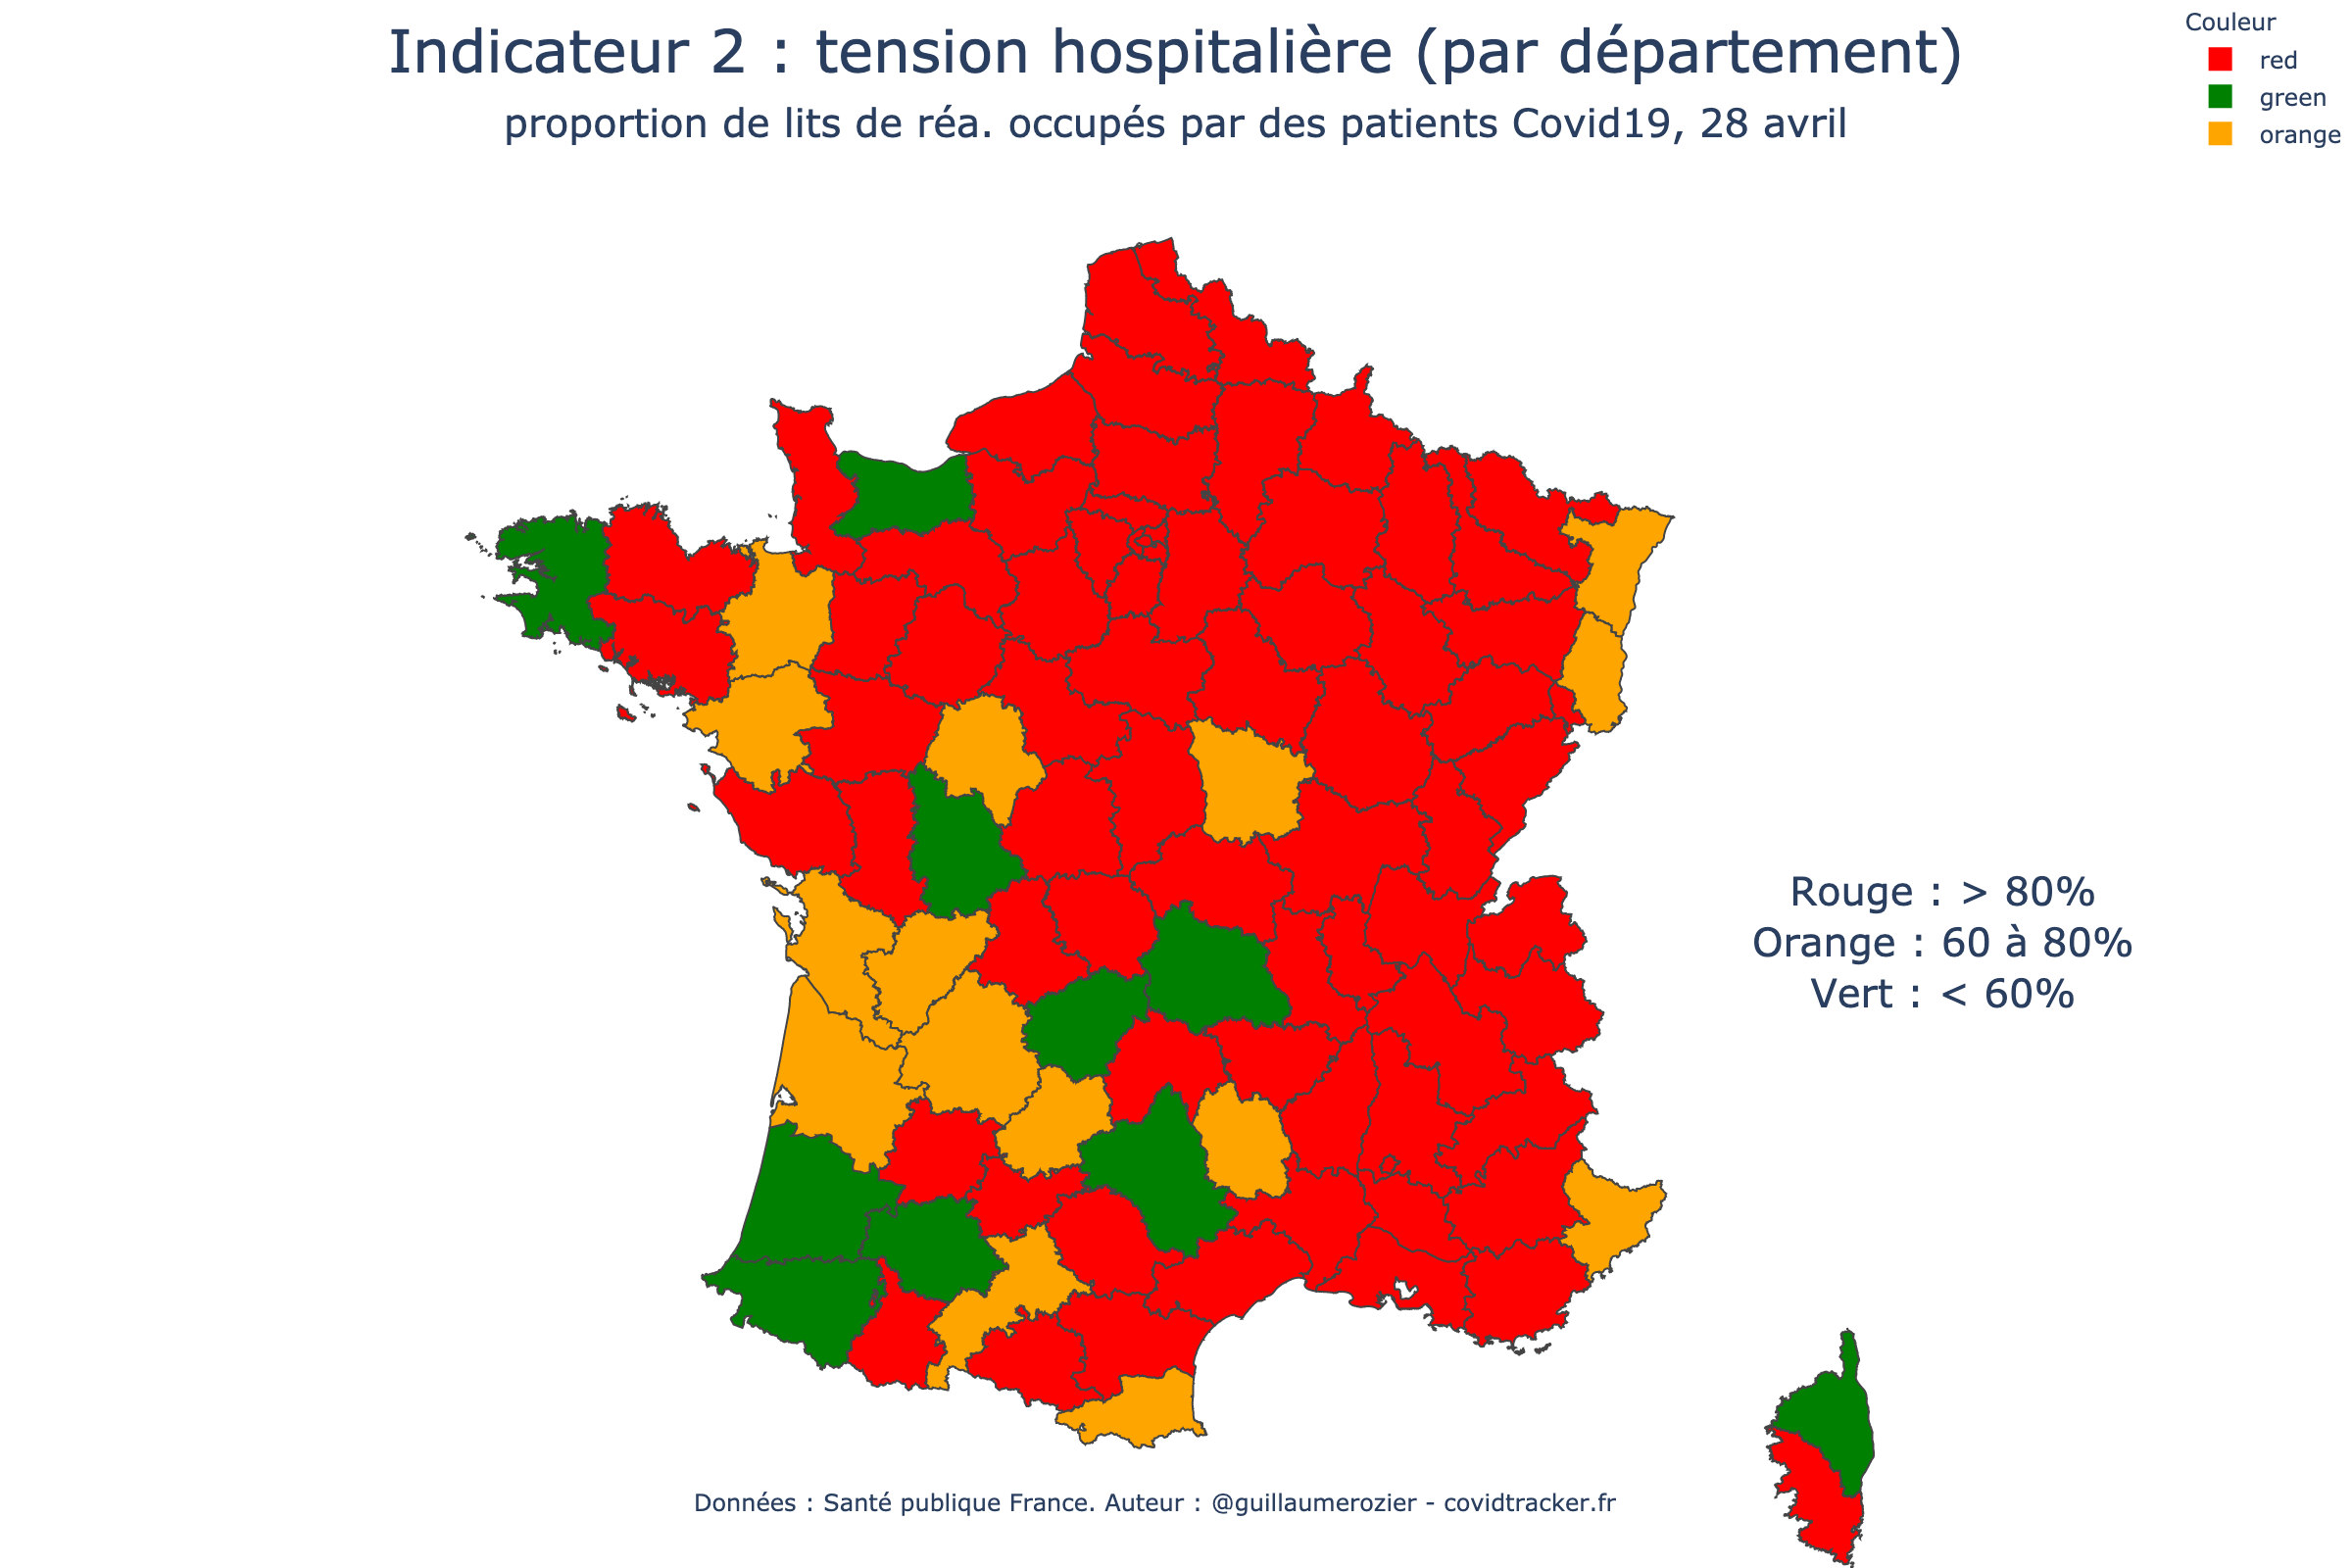 Indicateur 2 : tension hospitalière (par département)
proportion de lits de réa. occupés par des patients Covid19, 28 avril
Couleur
red
green
orange
Rouge : > 80%
Orange : 60 à 80%
Vert : < 60%
Données : Santé publique France. Auteur : @guillaumerozier - covidtracker.fr